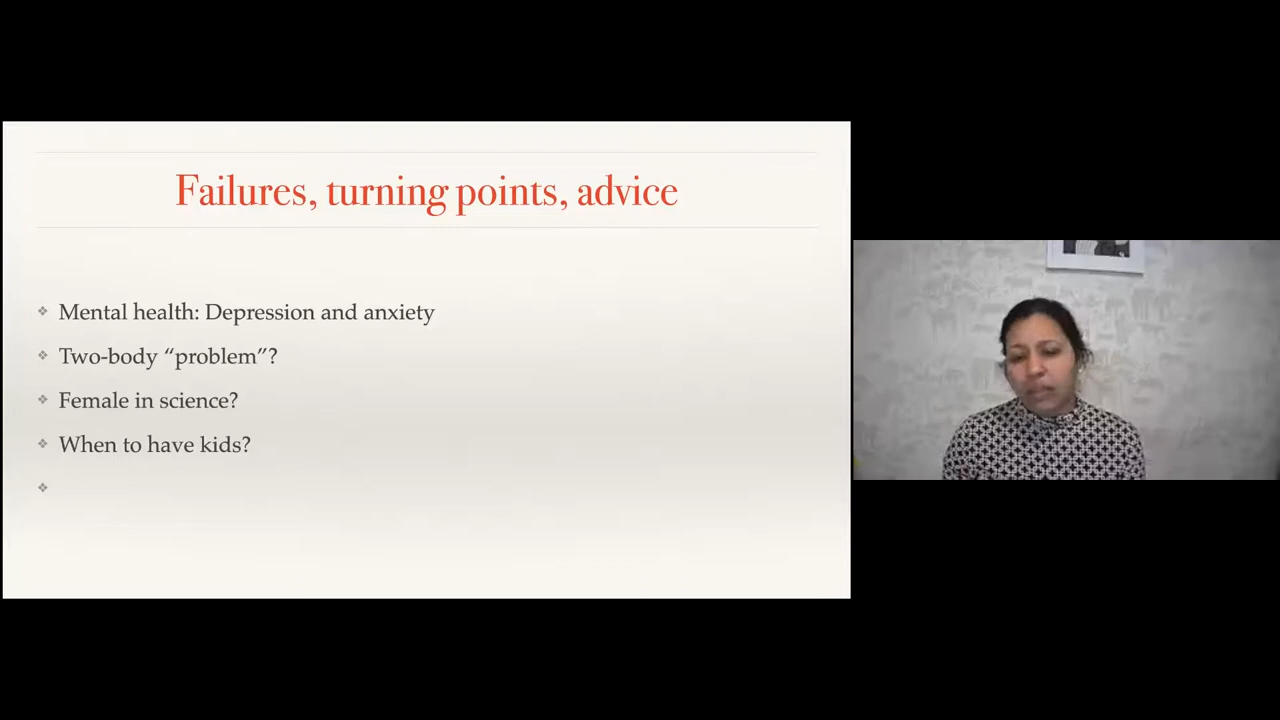 Failures, turning points, advice
Mental health: Depression and anxiety
Two-body “problem”?
Female in science?
When to have kids?